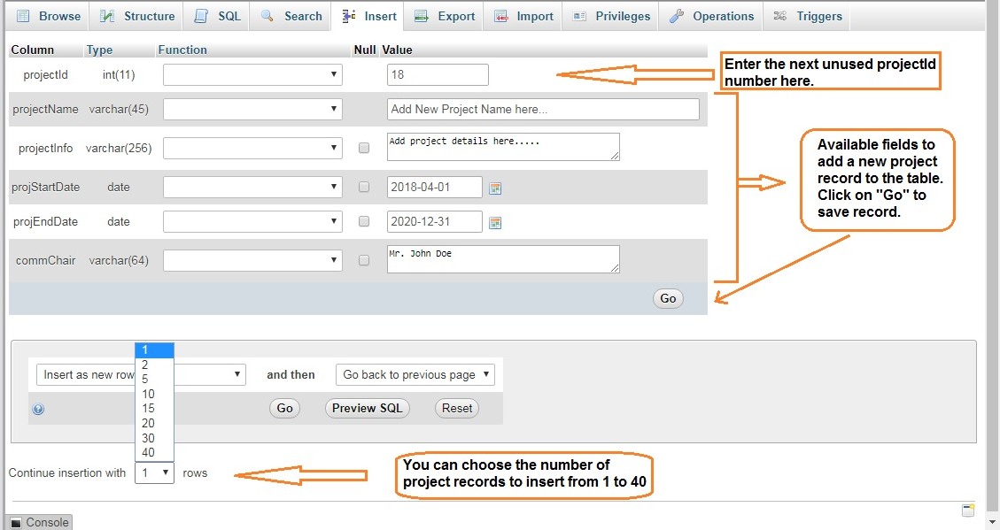 Browse Structure SQL Search Insert Export Import Privileges Operations Triggers
Column Type Function Null Value
projectId int(11) 18
Enter the next unused projectId
number here.
projectName varchar(45) Add New Project Name here...
projectInfo varchar(256) Add project details here.....
Available fields to
add a new project
record to the table.
Click on "Go" to
save record.
projStartDate date 2018-04-01
projEndDate date 2020-12-31
commChair varchar(64) Mr. John Doe
Go
1
2
5
10
15
20
30
40
Insert as new row and then Go back to previous page
Go Preview SQL Reset
Continue insertion with 1 rows
You can choose the number of
project records to insert from 1 to 40
Console